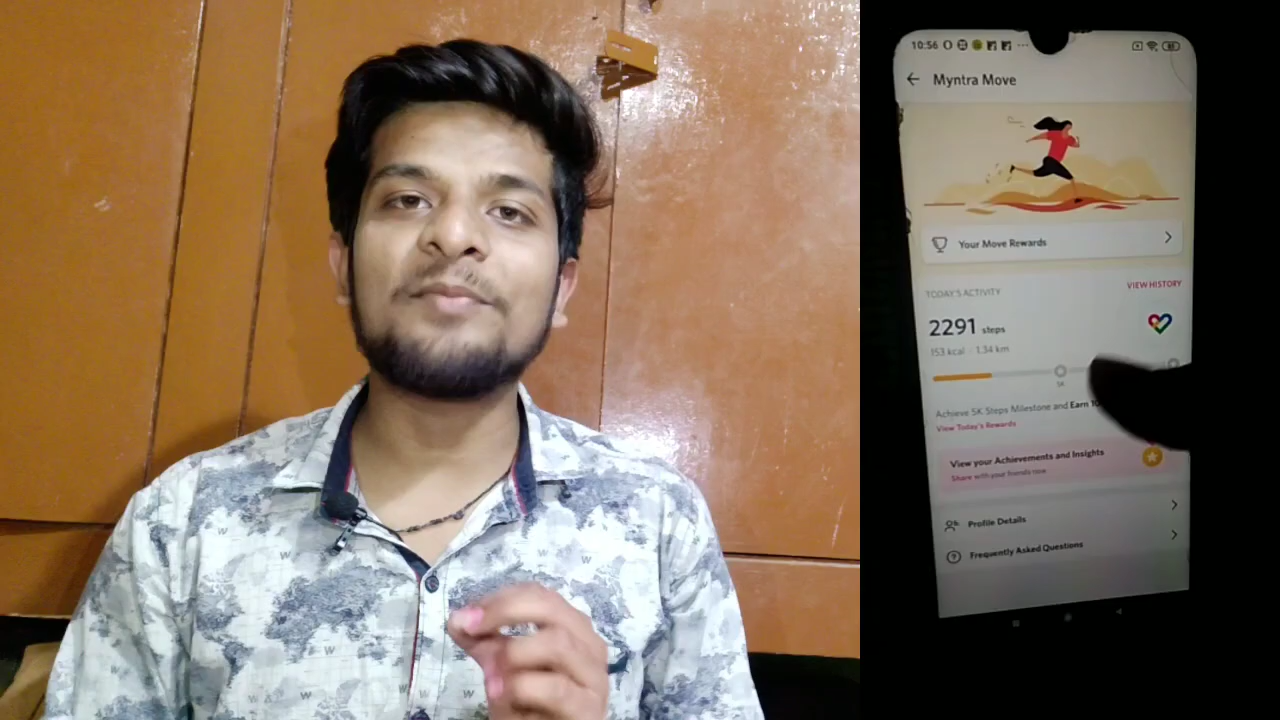 10:56
Myntra Move
Your Move Rewards
TODAY'S ACTIVITY
VIEW HISTORY
2291 steps
153 kcal · 1.34 km
5K
Achieve 5K Steps Milestone and Earn
View Today's Rewards
View your Achievements and Insights
Share with your friends now
Profile Details
Frequently Asked Questions